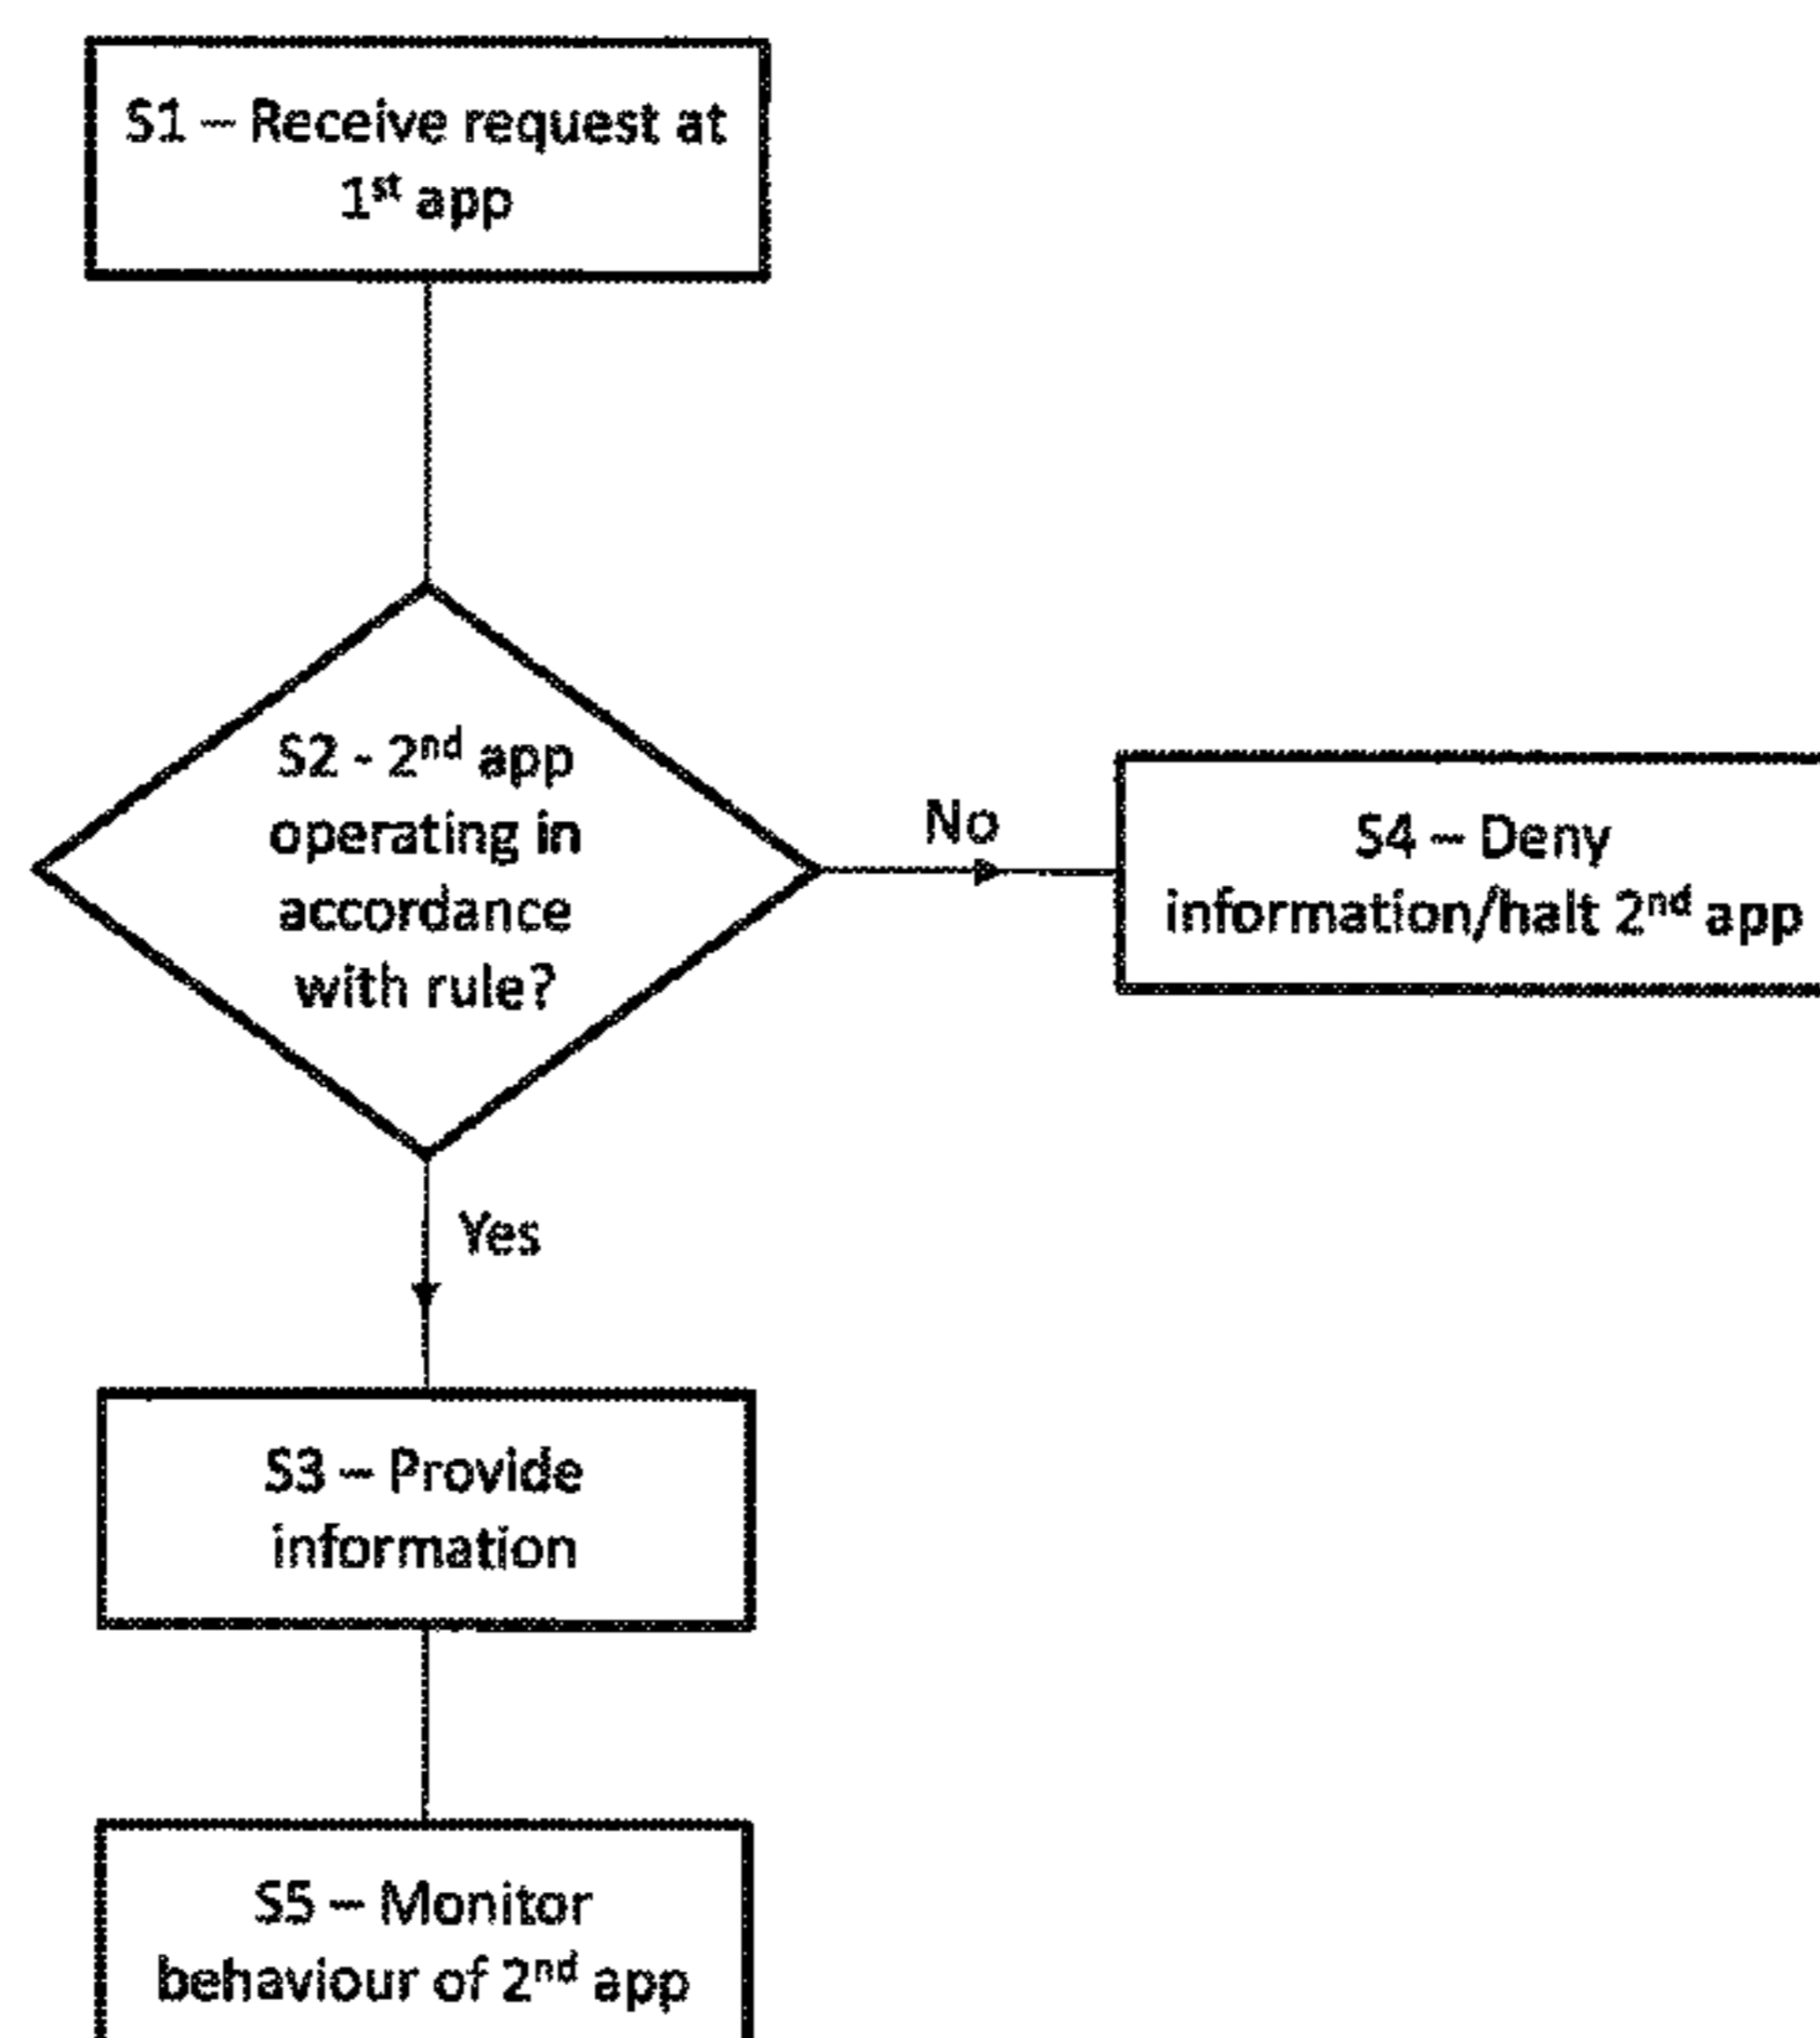 S1 – Receive request at
1st app
S2 - 2nd app
operating in
accordance
with rule?
No
S4 – Deny
information/halt 2nd app
Yes
S3 – Provide
information
S5 – Monitor
behaviour of 2nd app